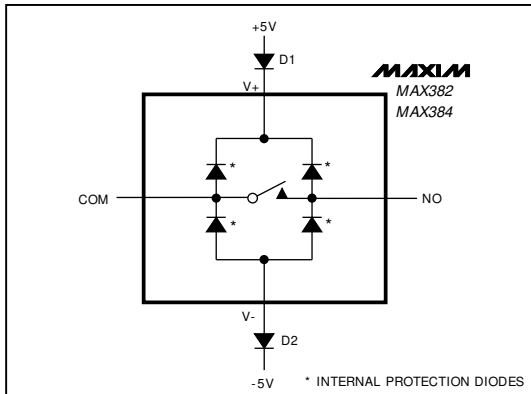 +5V
D1
MAXIM
V+
MAX382
MAX384
*
*
COM
NO
*
*
V-
D2
-5V
* INTERNAL PROTECTION DIODES